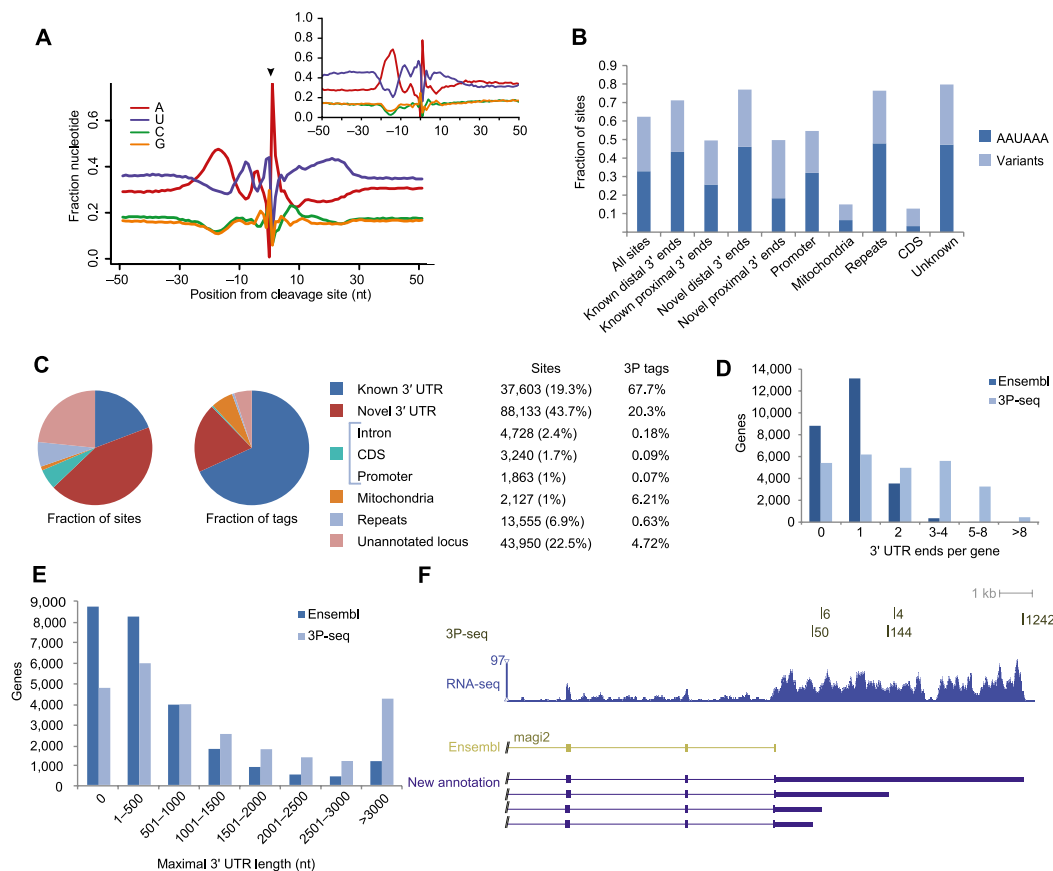 A
Fraction nucleotide
0.6
0.4
0.2
0.0
A
U
C
G
−50
−30
−10
0
10
30
50
Position from cleavage site (nt)
1.0
0.8
0.6
0.4
0.2
0.0
−50
−30
−10
0
10
30
50
B
Fraction of sites
0.9
0.8
0.7
0.6
0.5
0.4
0.3
0.2
0.1
AAUAAA
Variants
All sites
Known distal 3′ ends
Known proximal 3′ ends
Novel distal 3′ ends
Novel proximal 3′ ends
Promoter
Mitochondria
Repeats
CDS
Unknown
C
Fraction of sites
Fraction of tags
Sites 3P tags
Known 3′ UTR 37,603 (19.3%) 67.7%
Novel 3′ UTR 88,133 (43.7%) 20.3%
Intron 4,728 (2.4%) 0.18%
CDS 3,240 (1.7%) 0.09%
Promoter 1,863 (1%) 0.07%
Mitochondria 2,127 (1%) 6.21%
Repeats 13,555 (6.9%) 0.63%
Unannotated locus 43,950 (22.5%) 4.72%
D
Genes
14,000
12,000
10,000
8,000
6,000
4,000
2,000
0
Ensembl
3P-seq
0 1 2 3-4 5-8 >8
3′ UTR ends per gene
E
Genes
9,000
8,000
7,000
6,000
5,000
4,000
3,000
2,000
1,000
0
Ensembl
3P-seq
0
1–500
501–1000
1001–1500
1501–2000
2001–2500
2501–3000
>3000
Maximal 3′ UTR length (nt)
F
1 kb
3P-seq
6
4
1242
50
144
97
RNA-seq
magi2
Ensembl
New annotation